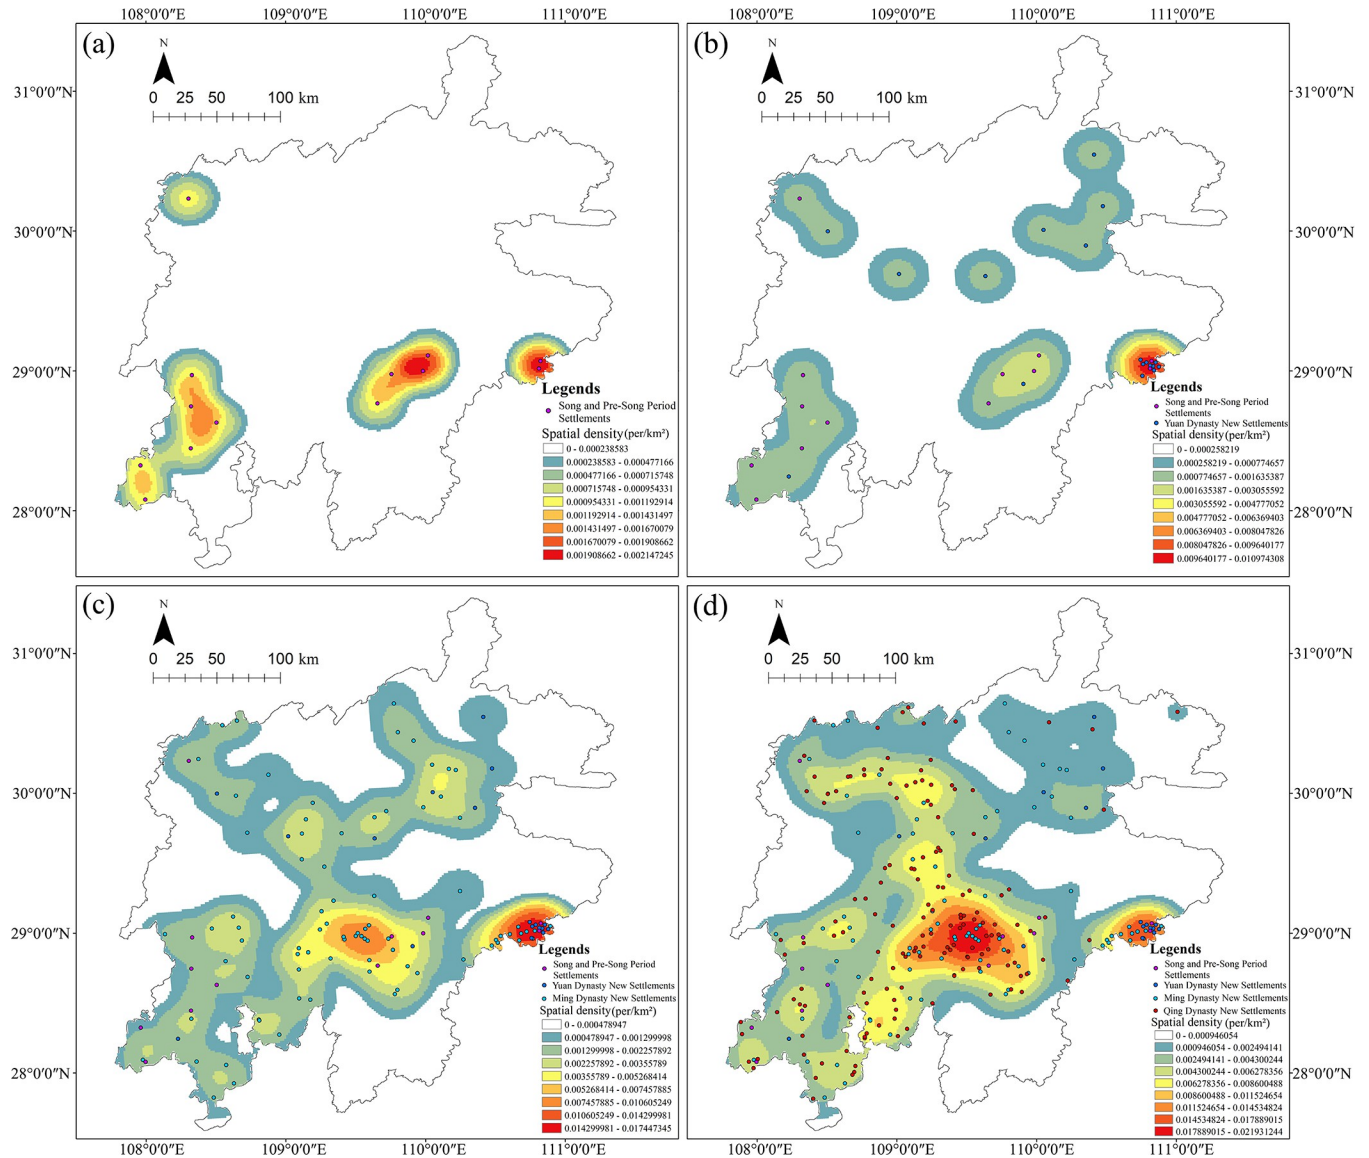 108°0'0"E 109°0'0"E 110°0'0"E 111°0'0"E
108°0'0"E 109°0'0"E 110°0'0"E 111°0'0"E
(a)
N
0 25 50 100 km
31°0'0"N
30°0'0"N
29°0'0"N
28°0'0"N
Legends
Song and Pre-Song Period
Settlements
Spatial density(per/km²)
0 - 0.000238583
0.000238583 - 0.000477166
0.000477166 - 0.000715748
0.000715748 - 0.000954331
0.000954331 - 0.001192914
0.001192914 - 0.001431497
0.001431497 - 0.001670079
0.001670079 - 0.001908662
0.001908662 - 0.002147245
(b)
N
0 25 50 100 km
31°0'0"N
30°0'0"N
29°0'0"N
28°0'0"N
Legends
Song and Pre-Song Period
Settlements
Yuan Dynasty New Settlements
Spatial density(per/km²)
0 - 0.000258219
0.000258219 - 0.000774657
0.000774657 - 0.001635387
0.001635387 - 0.003055592
0.003055592 - 0.004777052
0.004777052 - 0.006369403
0.006369403 - 0.008047826
0.008047826 - 0.009640177
0.009640177 - 0.010974308
(c)
N
0 25 50 100 km
31°0'0"N
30°0'0"N
29°0'0"N
28°0'0"N
Legends
Song and Pre-Song Period
Settlements
Yuan Dynasty New Settlements
Ming Dynasty New Settlements
Spatial density(per/km²)
0 - 0.000478947
0.000478947 - 0.001299998
0.001299998 - 0.002257892
0.002257892 - 0.00355789
0.00355789 - 0.005268414
0.005268414 - 0.007457885
0.007457885 - 0.010605249
0.010605249 - 0.014299981
0.014299981 - 0.017447345
(d)
N
0 25 50 100 km
31°0'0"N
30°0'0"N
29°0'0"N
28°0'0"N
Legends
Song and Pre-Song Period
Settlements
Yuan Dynasty New Settlements
Ming Dynasty New Settlements
Qing Dynasty New Settlements
Spatial density(per/km²)
0 - 0.000946054
0.000946054 - 0.002494141
0.002494141 - 0.004300244
0.004300244 - 0.006278356
0.006278356 - 0.008600488
0.008600488 - 0.011524654
0.011524654 - 0.014534824
0.014534824 - 0.017889015
0.017889015 - 0.021931244
108°0'0"E 109°0'0"E 110°0'0"E 111°0'0"E
108°0'0"E 109°0'0"E 110°0'0"E 111°0'0"E